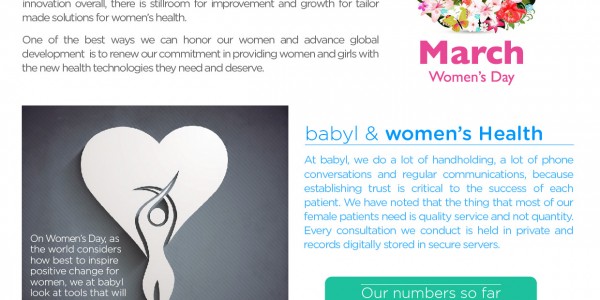 innovation overall, there is stillroom for improvement and growth for tailor
made solutions for women's health.
One of the best ways we can honor our women and advance global
development is to renew our commitment in providing women and girls with
the new health technologies they need and deserve.
March
Women's Day
On Women's Day, as
the world considers
how best to inspire
positive change for
women, we at babyl
look at tools that will
babyl & women's Health
At babyl, we do a lot of handholding, a lot of phone
conversations and regular communications, because
establishing trust is critical to the success of each
patient. We have noted that the thing that most of our
female patients need is quality service and not quantity.
Every consultation we conduct is held in private and
records digitally stored in secure servers.
Our numbers so far